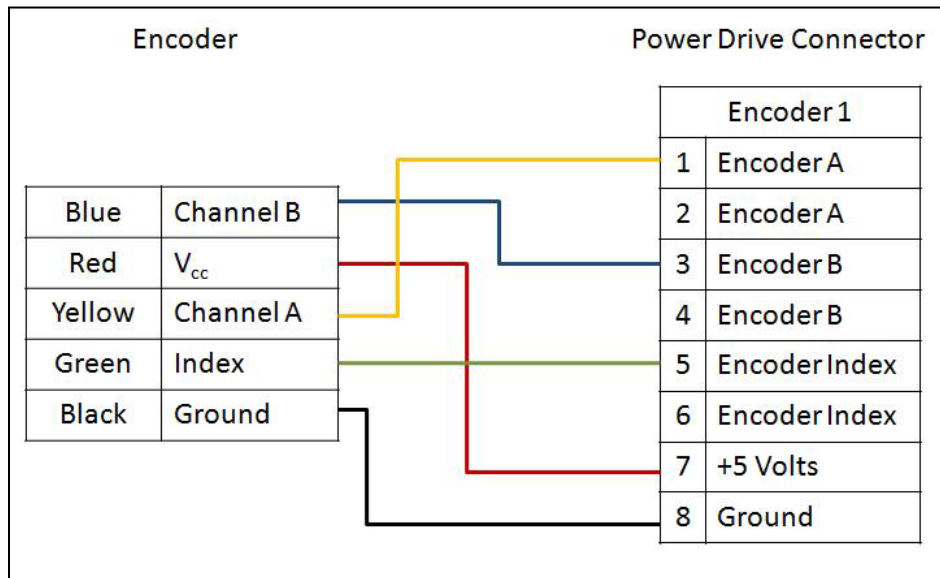 Encoder
Power Drive Connector
Blue Channel B
Red Vcc
Yellow Channel A
Green Index
Black Ground
Encoder 1
1 Encoder A
2 Encoder A
3 Encoder B
4 Encoder B
5 Encoder Index
6 Encoder Index
7 +5 Volts
8 Ground